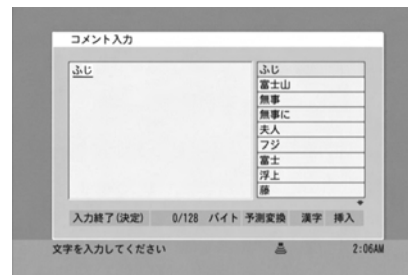 コメント入力
ふじ
ふじ
富士山
無事
無事に
夫人
フジ
富士
浮上
藤
入力終了(決定) 0/128 バイト 予測変換 漢字 挿入
文字を入力してください 2:06AM